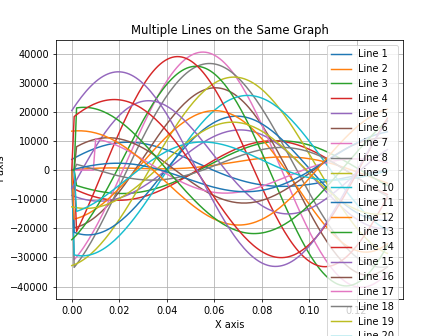 Multiple Lines on the Same Graph
40000
30000
20000
10000
0
−10000
−20000
−30000
−40000
0.00
0.02
0.04
0.06
0.08
0.10
X axis
Line 1
Line 2
Line 3
Line 4
Line 5
Line 6
Line 7
Line 8
Line 9
Line 10
Line 11
Line 12
Line 13
Line 14
Line 15
Line 16
Line 17
Line 18
Line 19
Line 20